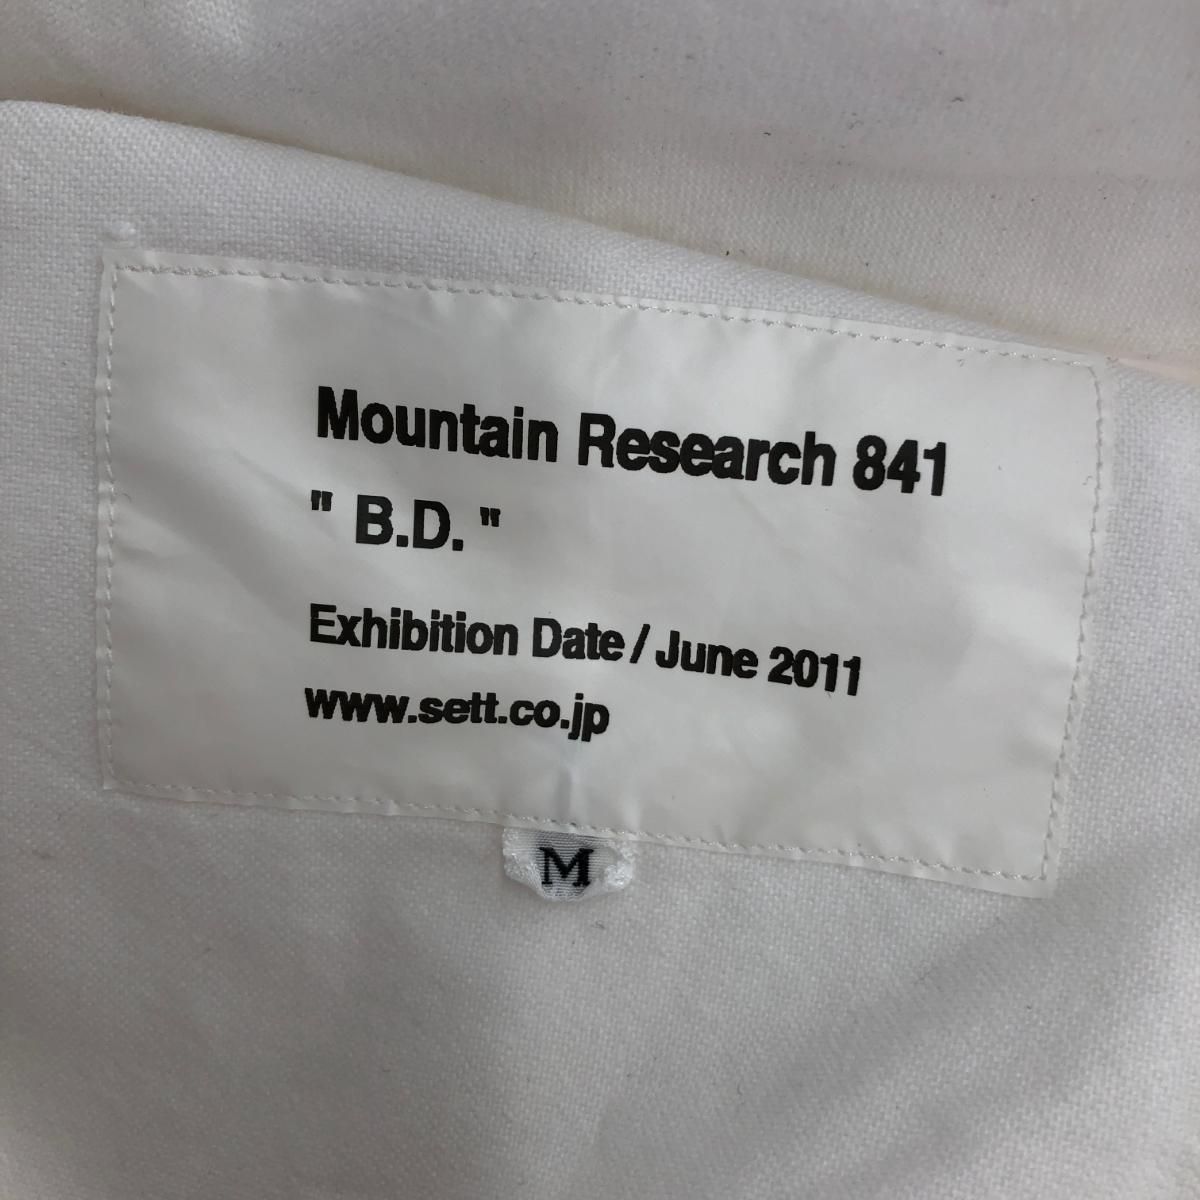 Mountain Research 841
" B.D. "
Exhibition Date / June 2011
www.sett.co.jp
M